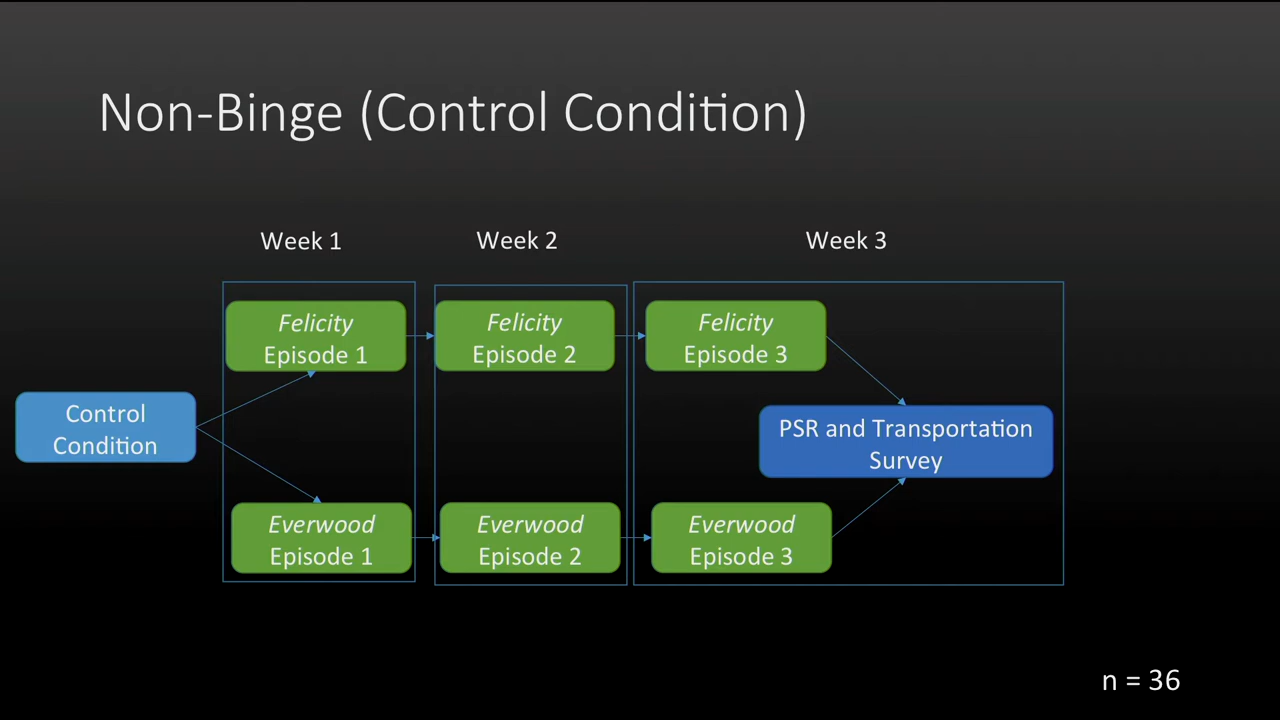 Non-Binge (Control Condition)
Week 1
Week 2
Week 3
Felicity
Episode 1
Felicity
Episode 2
Felicity
Episode 3
Control
Condition
PSR and Transportation
Survey
Everwood
Episode 1
Everwood
Episode 2
Everwood
Episode 3
n = 36